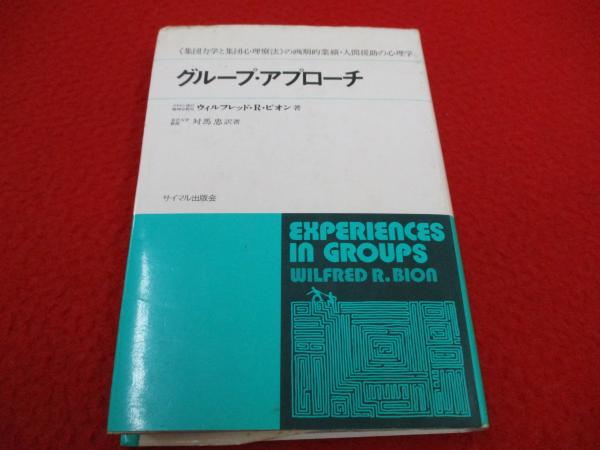 《集団力学と集団心理療法》の画期的業績・人間援助の心理学
グループ・アプローチ
ウィルフレッド・R・ビオン 著
対馬 忠 訳著
サイマル出版会
EXPERIENCES
IN GROUPS
WILFRED R. BION